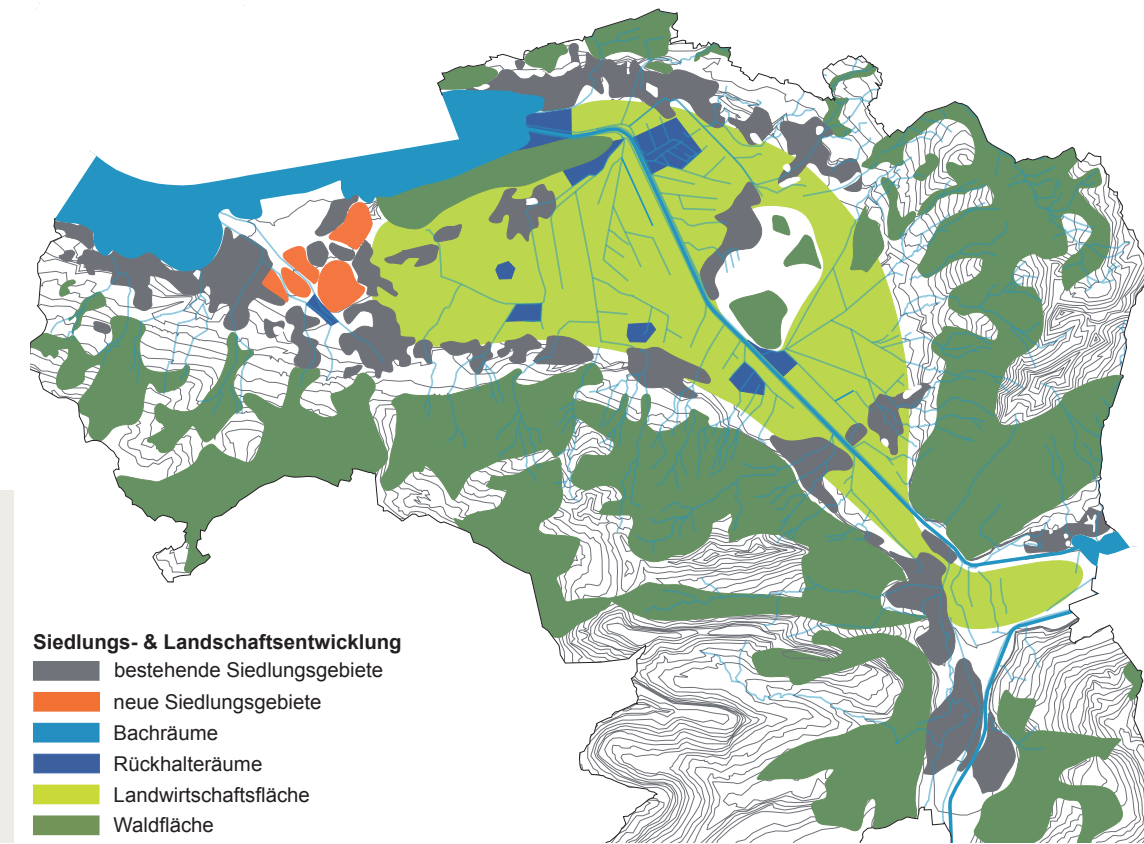 Siedlungs- & Landschaftsentwicklung
bestehende Siedlungsgebiete
neue Siedlungsgebiete
Bachräume
Rückhalteräume
Landwirtschaftsfläche
Waldfläche